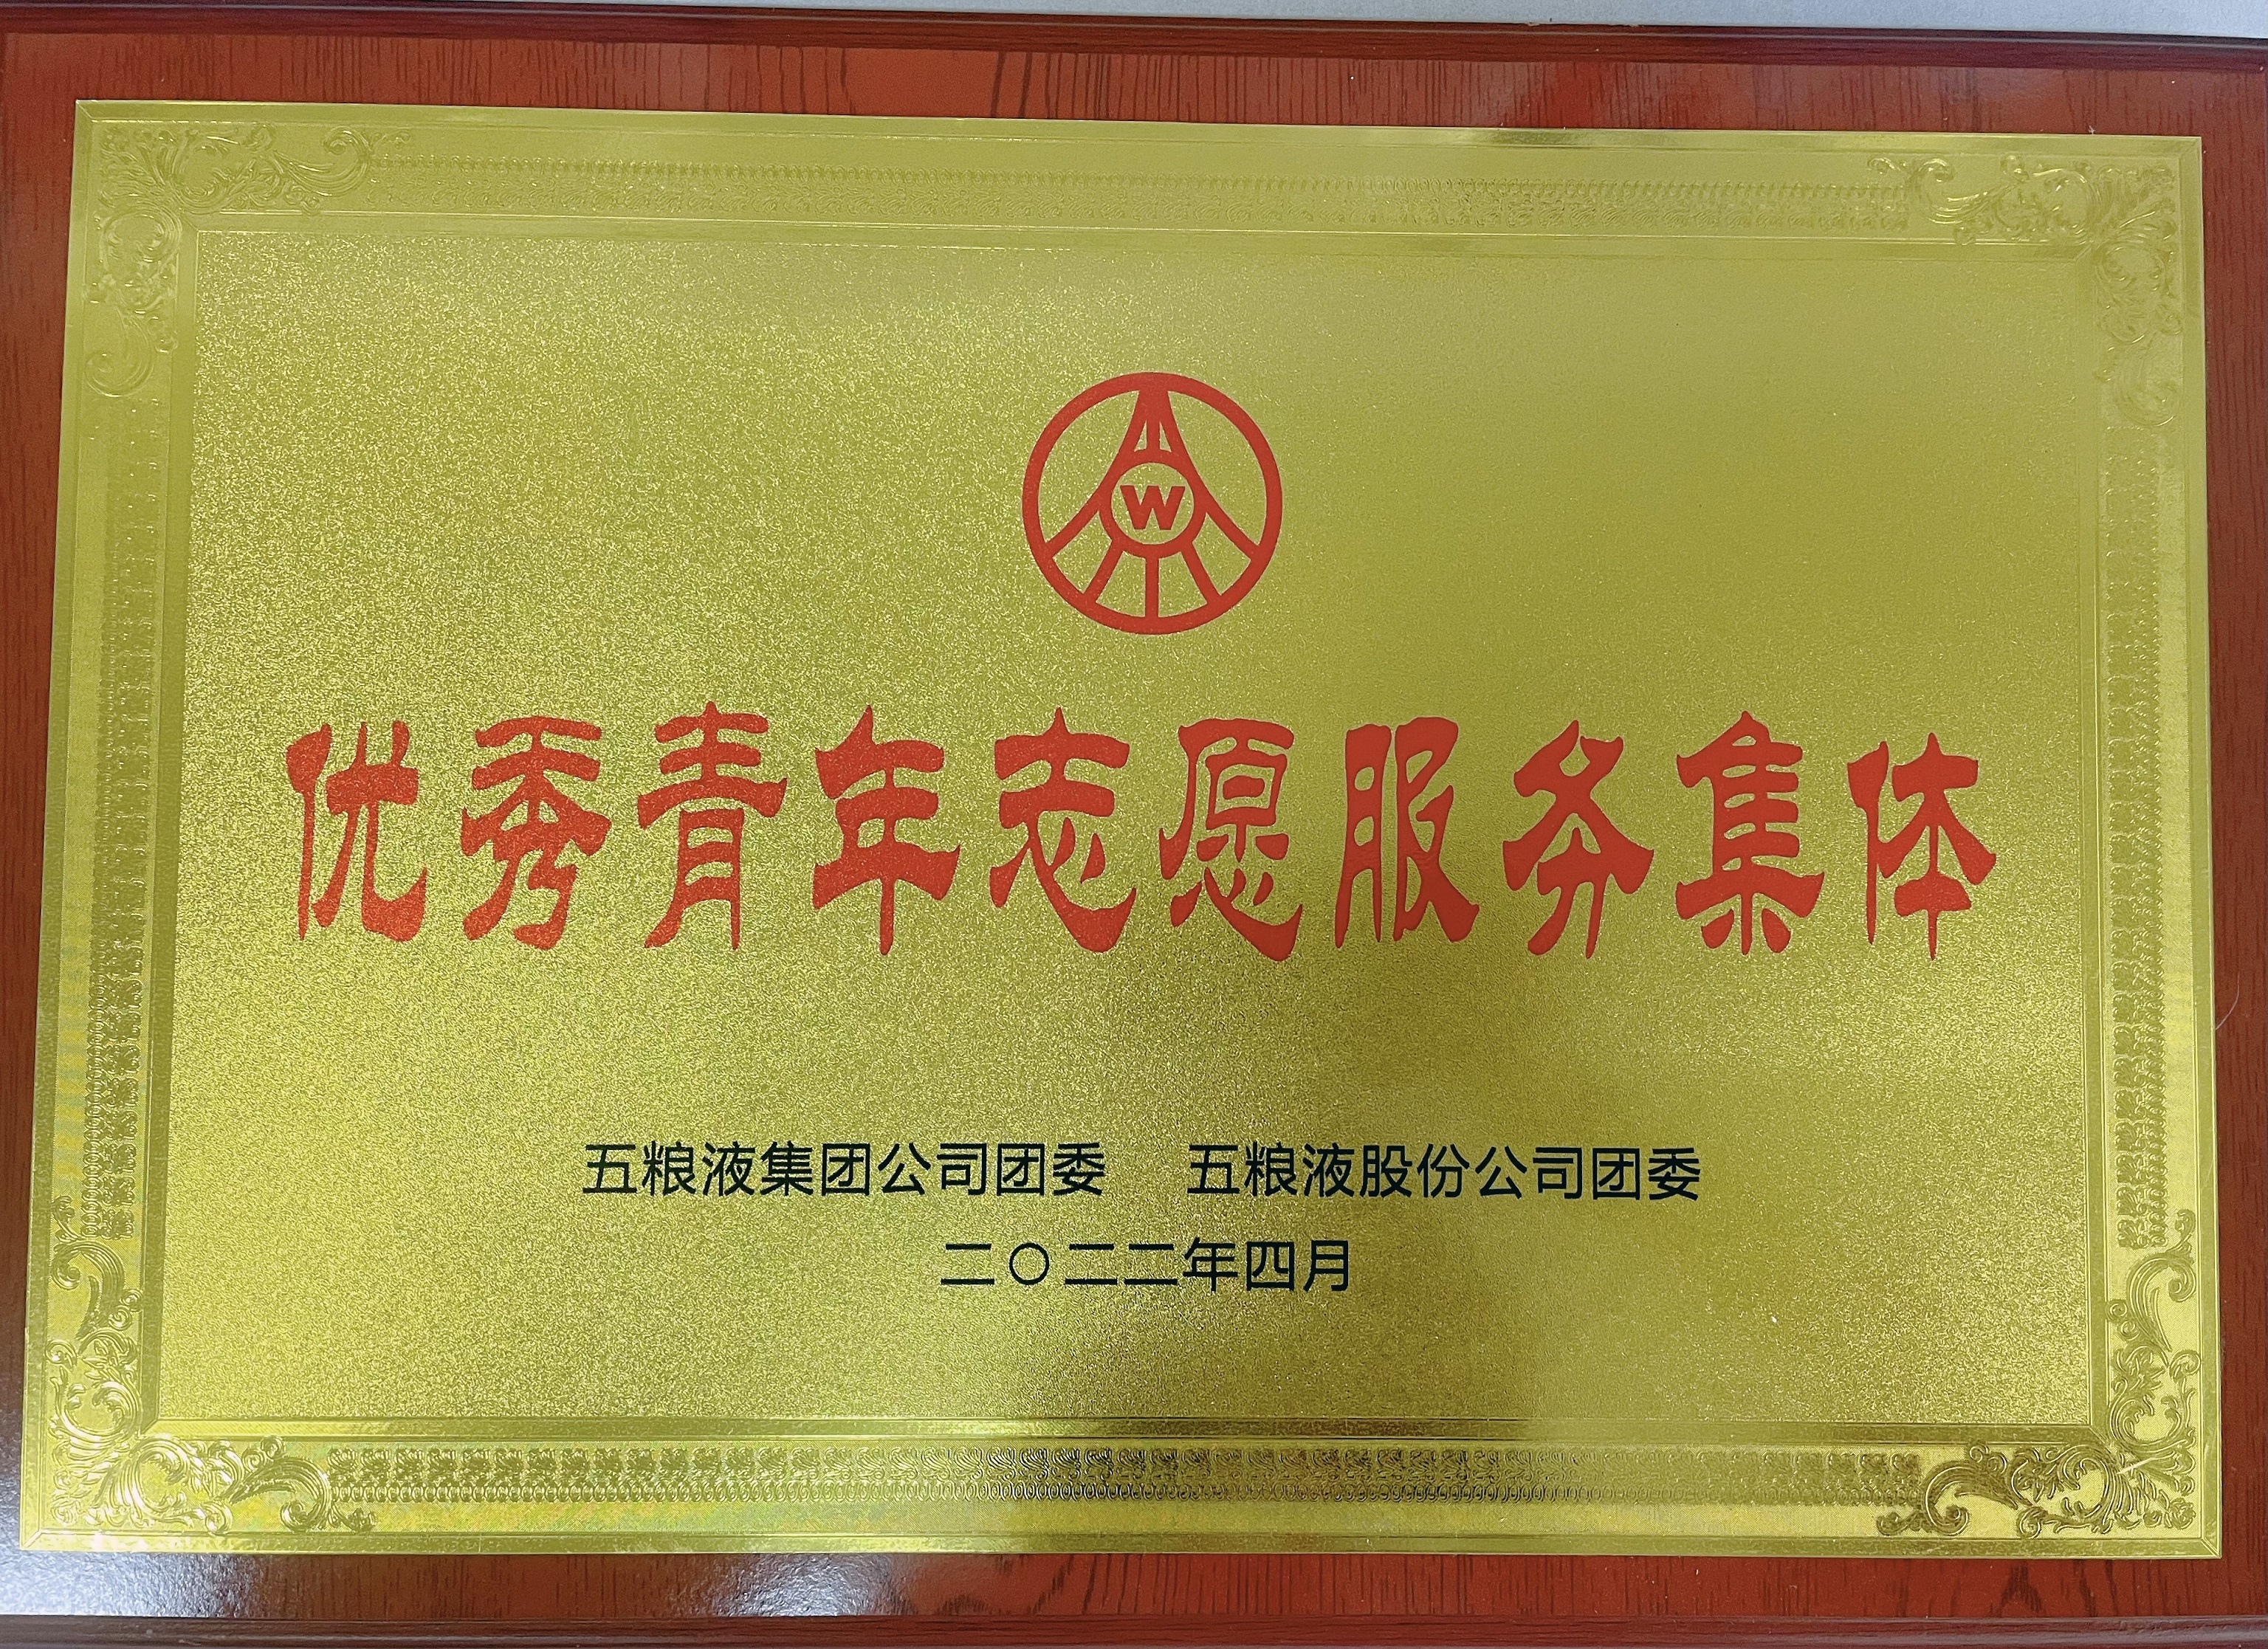 W
优秀青年志愿服务集体
五粮液集团公司团委 五粮液股份公司团委
二〇二二年四月